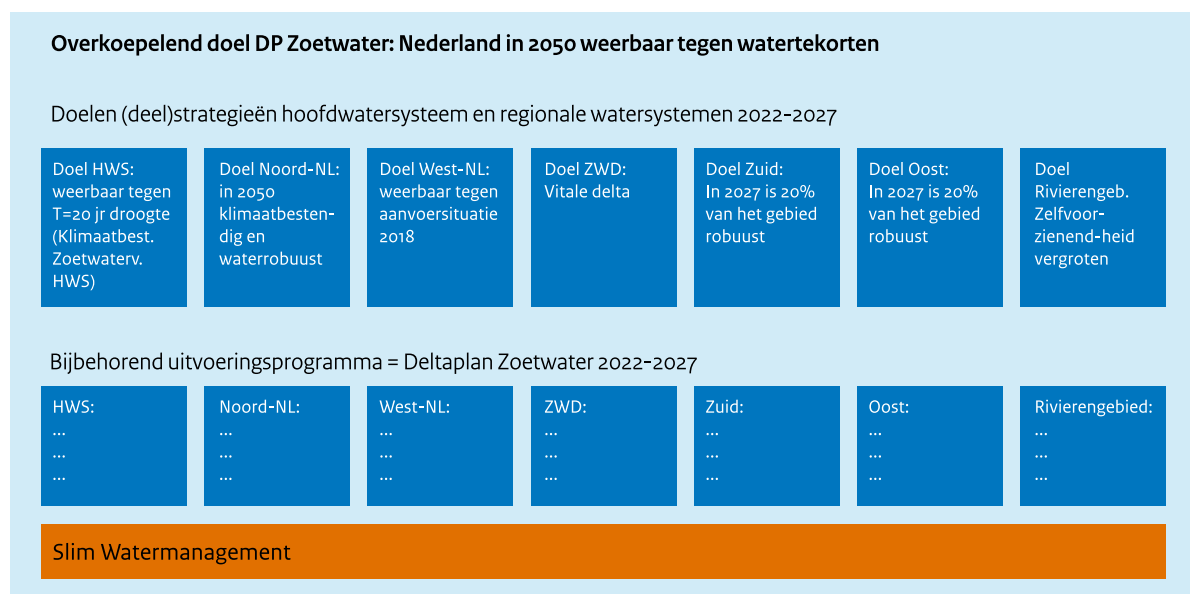 Overkoepelend doel DP Zoetwater: Nederland in 2050 weerbaar tegen watertekorten
Doelen (deel)strategieën hoofdwatersysteem en regionale watersystemen 2022-2027
Doel HWS:
weerbaar tegen
T=20 jr droogte
(Klimaatbest.
Zoetwaterv.
HWS)
Doel Noord-NL:
in 2050
klimaatbesten-
dig en
waterrobuust
Doel West-NL:
weerbaar tegen
aanvoersituatie
2018
Doel ZWD:
Vitale delta
Doel Zuid:
In 2027 is 20%
van het gebied
robuust
Doel Oost:
In 2027 is 20%
van het gebied
robuust
Doel
Rivierengeb.
Zelfvoor-
zienend-heid
vergroten
Bijbehorend uitvoeringsprogramma = Deltaplan Zoetwater 2022-2027
HWS:
...
...
...
Noord-NL:
...
...
...
West-NL:
...
...
...
ZWD:
...
...
...
Zuid:
...
...
...
Oost:
...
...
...
Rivierengebied:
...
...
...
Slim Watermanagement